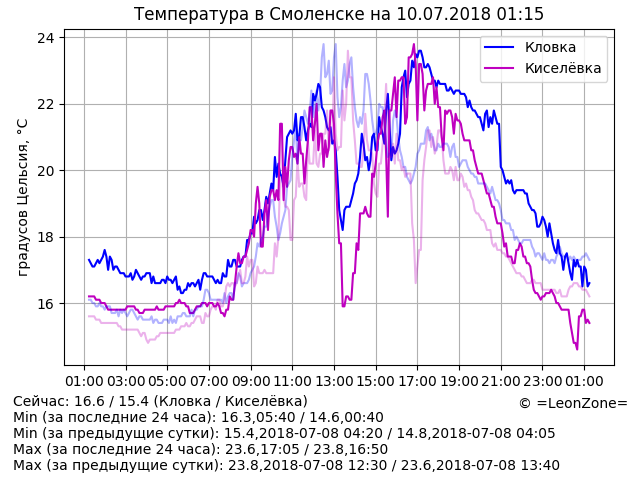 Температура в Смоленске на 10.07.2018 01:15
Кловка
Киселёвка
градусов Цельсия, °C
24
22
20
18
16
01:00 03:00 05:00 07:00 09:00 11:00 13:00 15:00 17:00 19:00 21:00 23:00 01:00
Сейчас: 16.6 / 15.4 (Кловка / Киселёвка)
© =LeonZone=
Min (за последние 24 часа): 16.3,05:40 / 14.6,00:40
Min (за предыдущие сутки): 15.4,2018-07-08 04:20 / 14.8,2018-07-08 04:05
Max (за последние 24 часа): 23.6,17:05 / 23.8,16:50
Max (за предыдущие сутки): 23.8,2018-07-08 12:30 / 23.6,2018-07-08 13:40